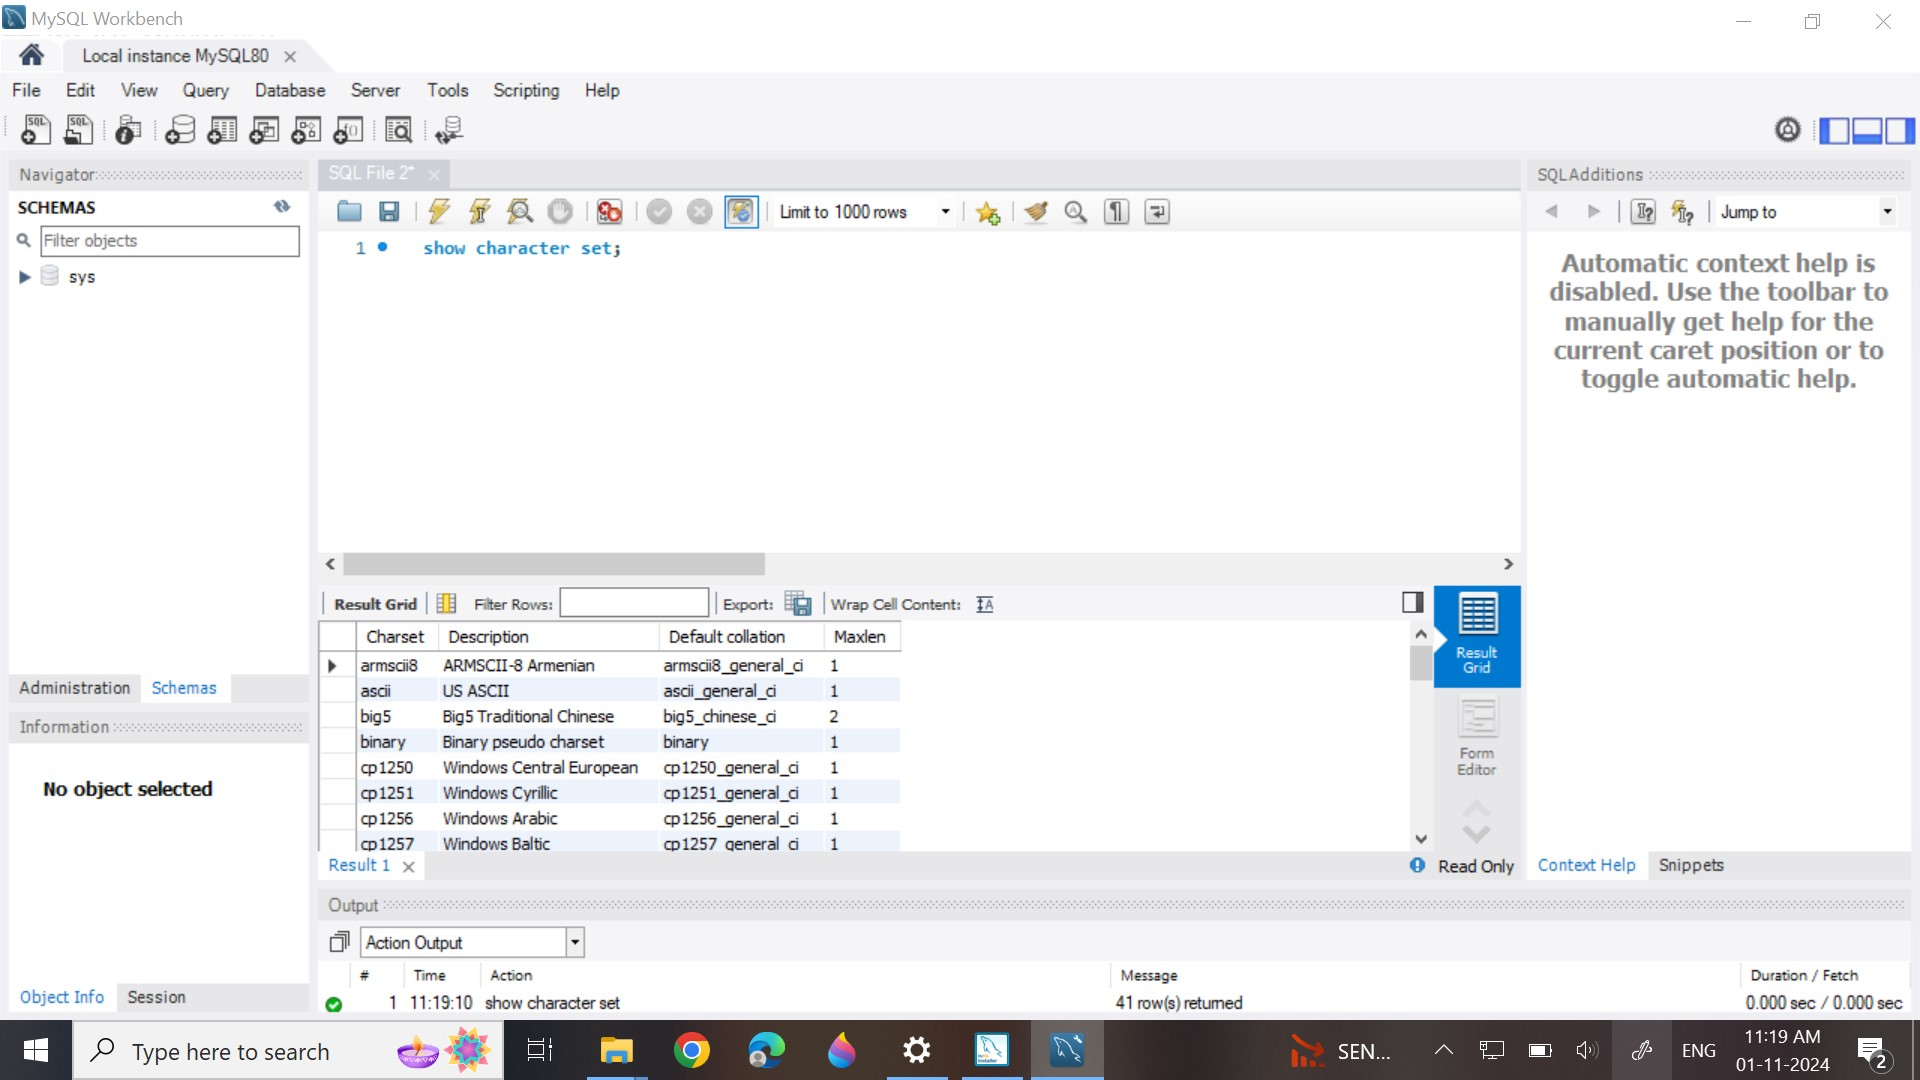 MySQL Workbench
Local instance MySQL80
File Edit View Query Database Server Tools Scripting Help
Navigator
SCHEMAS
Filter objects
sys
Administration Schemas
Information
No object selected
Object Info Session
SQL File 2*
Limit to 1000 rows
1 show character set;
Result Grid Filter Rows: Export: Wrap Cell Content:
Charset Description Default collation Maxlen
armscii8 ARMSCII-8 Armenian armscii8_general_ci 1
ascii US ASCII ascii_general_ci 1
big5 Big5 Traditional Chinese big5_chinese_ci 2
binary Binary pseudo charset binary 1
cp1250 Windows Central European cp1250_general_ci 1
cp1251 Windows Cyrillic cp1251_general_ci 1
cp1256 Windows Arabic cp1256_general_ci 1
cp1257 Windows Baltic cp1257_general_ci 1
Result
Grid
Form
Editor
Result 1
Read Only
Output
Action Output
# Time Action Message Duration / Fetch
1 11:19:10 show character set 41 row(s) returned 0.000 sec / 0.000 sec
SQLAdditions
Jump to
Automatic context help is
disabled. Use the toolbar to
manually get help for the
current caret position or to
toggle automatic help.
Context Help Snippets
Type here to search
SEN...
ENG
11:19 AM
01-11-2024
2